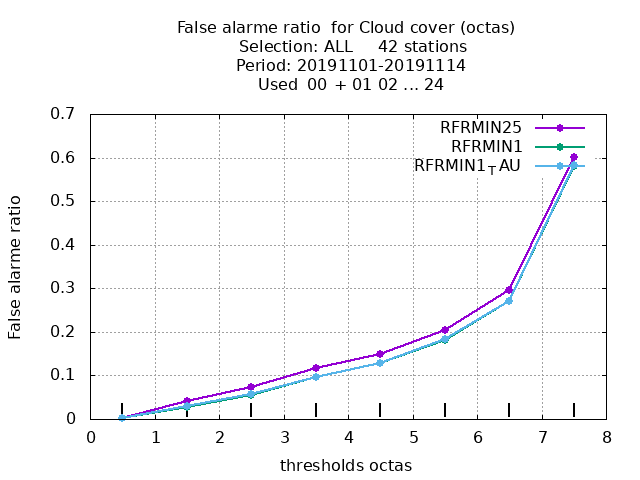 False alarme ratio  for Cloud cover (octas)
Selection: ALL     42 stations
Period: 20191101-20191114
Used  00  + 01 02 ... 24
RFRMIN25
RFRMIN1
RFRMIN1TAU
False alarme ratio
0.7
0.6
0.5
0.4
0.3
0.2
0.1
0
0 1 2 3 4 5 6 7 8
thresholds octas